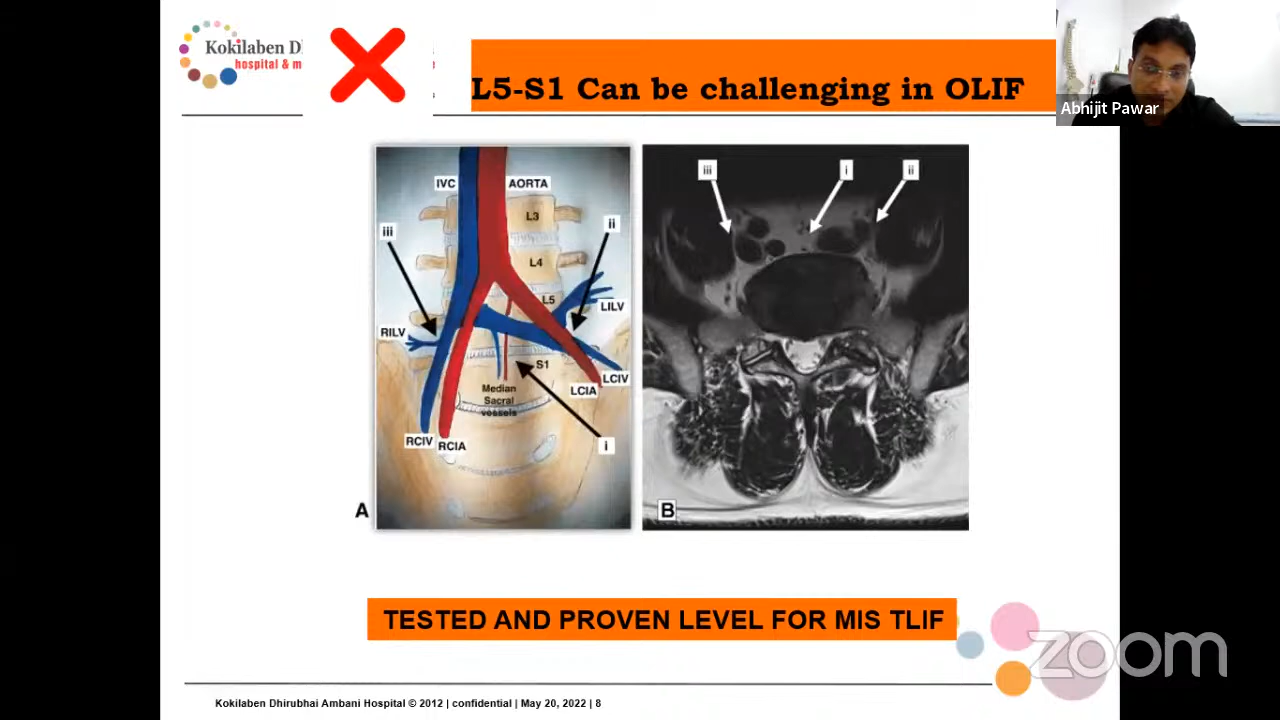 Kokilaben D
hospital & m
L5-S1 Can be challenging in OLIF
Abhijit Pawar
IVC
AORTA
L3
iii
ii
L4
L5
LILV
RILV
S1
LCIV
LCIA
Median
Sacral
vessels
RCIV
RCIA
i
A
iii
i
ii
B
TESTED AND PROVEN LEVEL FOR MIS TLIF
zoom
Kokilaben Dhirubhai Ambani Hospital © 2012 | confidential | May 20, 2022 | 8